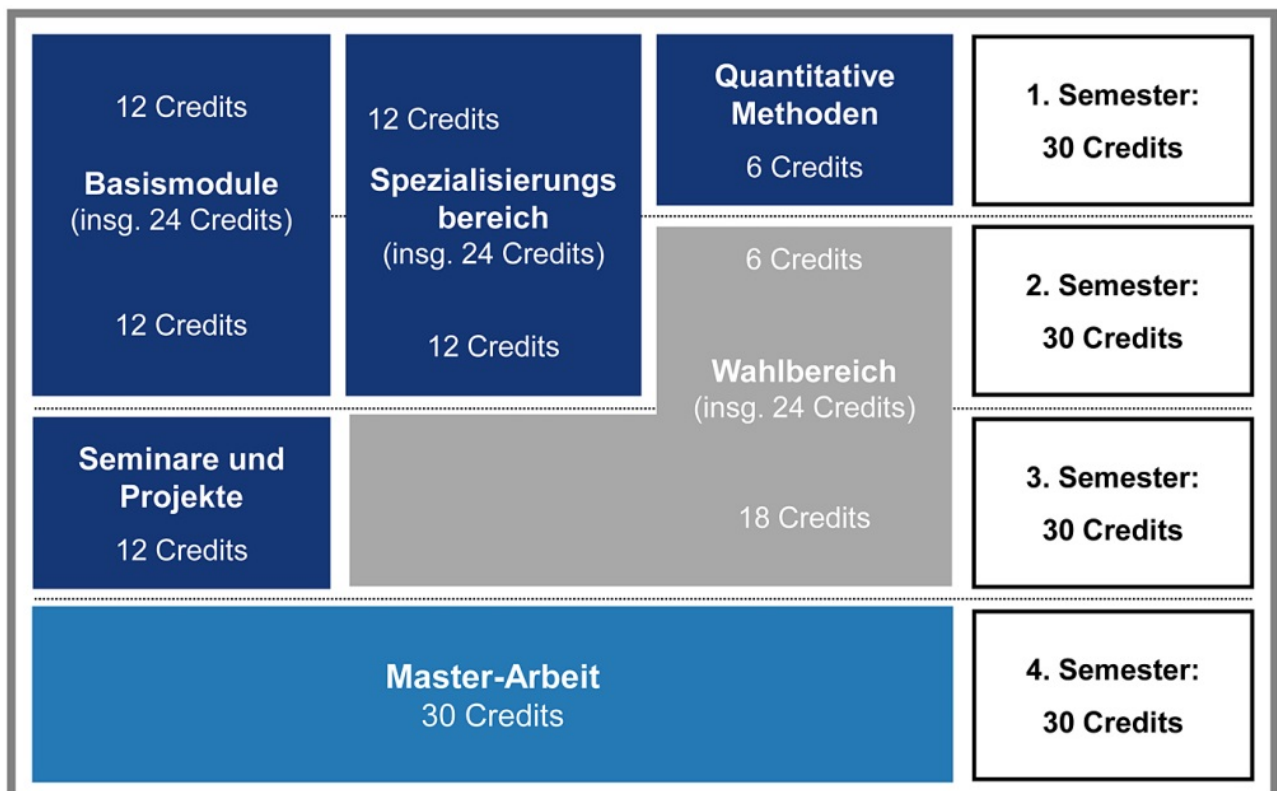 12 Credits
Basismodule
(insg. 24 Credits)
12 Credits
12 Credits
Spezialisierungs
bereich
(insg. 24 Credits)
12 Credits
Quantitative
Methoden
6 Credits
1. Semester:
30 Credits
6 Credits
Wahlbereich
(insg. 24 Credits)
18 Credits
2. Semester:
30 Credits
Seminare und
Projekte
12 Credits
3. Semester:
30 Credits
Master-Arbeit
30 Credits
4. Semester:
30 Credits